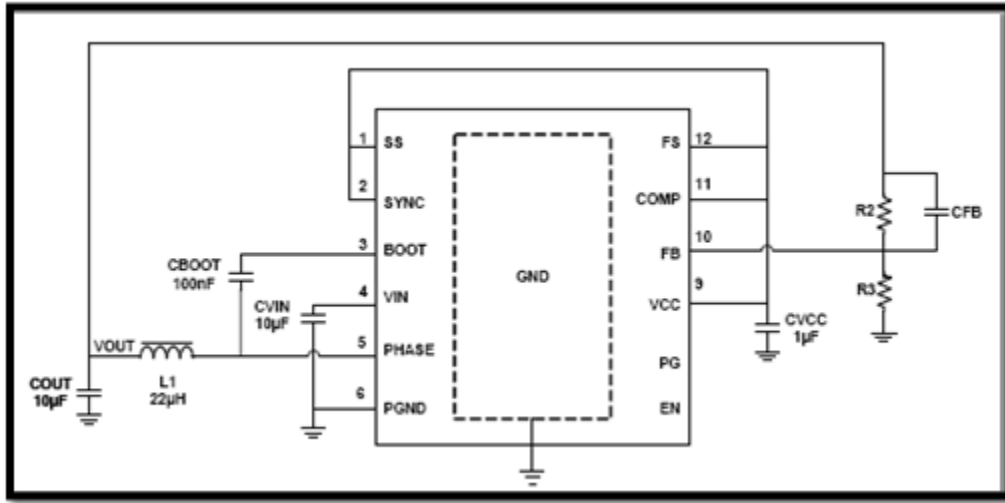 1
SS
FS
12
2
SYNC
COMP
11
R2
CFB
3
BOOT
FB
10
CBOOT
100nF
GND
4
VIN
VCC
9
CVIN
10µF
R3
CVCC
1µF
VOUT
5
PHASE
PG
L1
22µH
COUT
10µF
6
PGND
EN